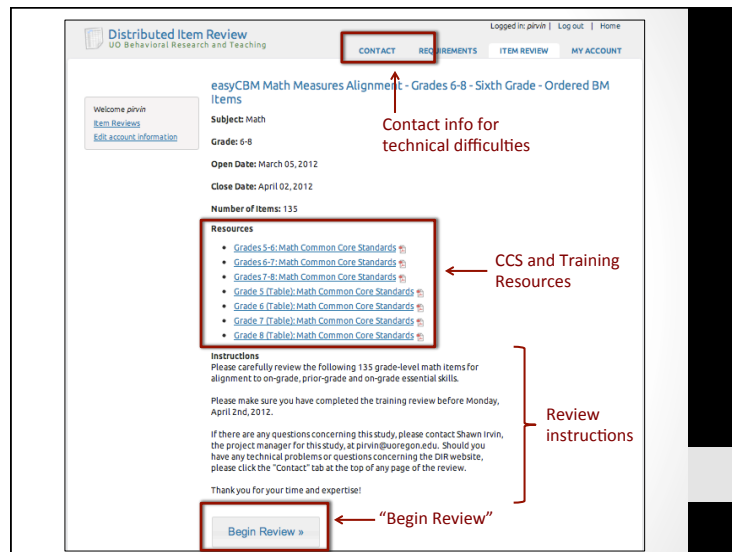 Logged in: pirvin | Log out | Home
Distributed Item Review
UO Behavioral Research and Teaching
CONTACT REQUIREMENTS ITEM REVIEW MY ACCOUNT
easyCBM Math Measures Alignment - Grades 6-8 - Sixth Grade - Ordered BM
Items
Welcome pirvin
Item Reviews
Edit account information
Subject: Math
Contact info for
technical difficulties
Grade: 6-8
Open Date: March 05, 2012
Close Date: April 02, 2012
Number of Items: 135
Resources
• Grades 5-6: Math Common Core Standards
• Grades 6-7: Math Common Core Standards
• Grades 7-8: Math Common Core Standards
• Grade 5 (Table): Math Common Core Standards
• Grade 6 (Table): Math Common Core Standards
• Grade 7 (Table): Math Common Core Standards
• Grade 8 (Table): Math Common Core Standards
CCS and Training
Resources
Instructions
Please carefully review the following 135 grade-level math items for
alignment to on-grade, prior-grade and on-grade essential skills.
Please make sure you have completed the training review before Monday,
April 2nd, 2012.
If there are any questions concerning this study, please contact Shawn Irvin,
the project manager for this study, at pirvin@uoregon.edu. Should you
have any technical problems or questions concerning the DIR website,
please click the "Contact" tab at the top of any page of the review.
Thank you for your time and expertise!
Review
instructions
Begin Review »
“Begin Review”